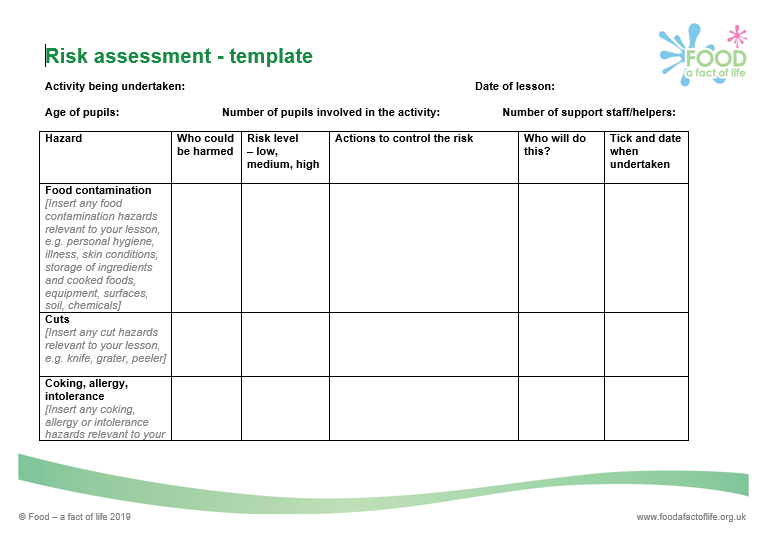 Risk assessment - template
FOOD
a fact of life
Activity being undertaken:
Date of lesson:
Age of pupils:
Number of pupils involved in the activity:
Number of support staff/helpers:
Hazard
Who could
be harmed
Risk level
– low,
medium, high
Actions to control the risk
Who will do
this?
Tick and date
when
undertaken
Food contamination
[Insert any food
contamination hazards
relevant to your lesson,
e.g. personal hygiene,
illness, skin conditions,
storage of ingredients
and cooked foods,
equipment, surfaces,
soil, chemicals]
Cuts
[Insert any cut hazards
relevant to your lesson,
e.g. knife, grater, peeler]
Coking, allergy,
intolerance
[Insert any coking,
allergy or intolerance
hazards relevant to your
© Food – a fact of life 2019
www.foodafactoflife.org.uk